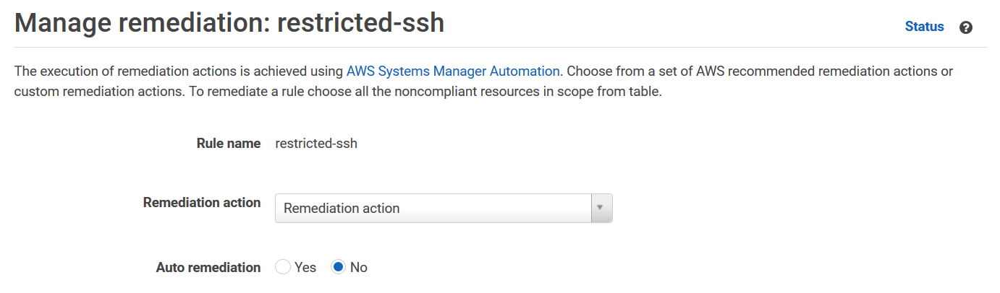 Manage remediation: restricted-ssh
Status
The execution of remediation actions is achieved using AWS Systems Manager Automation. Choose from a set of AWS recommended remediation actions or
custom remediation actions. To remediate a rule choose all the noncompliant resources in scope from table.
Rule name restricted-ssh
Remediation action Remediation action
Auto remediation Yes No